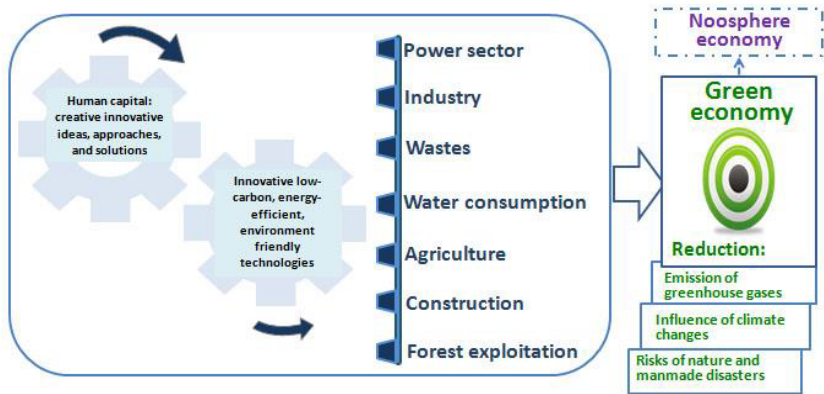 Human capital:
creative innovative
ideas, approaches,
and solutions
Innovative low-
carbon, energy-
efficient,
environment
friendly
technologies
Power sector
Industry
Wastes
Water consumption
Agriculture
Construction
Forest exploitation
Noosphere
economy
Green
economy
Reduction:
Emission of
greenhouse gases
Influence of climate
changes
Risks of nature and
manmade disasters